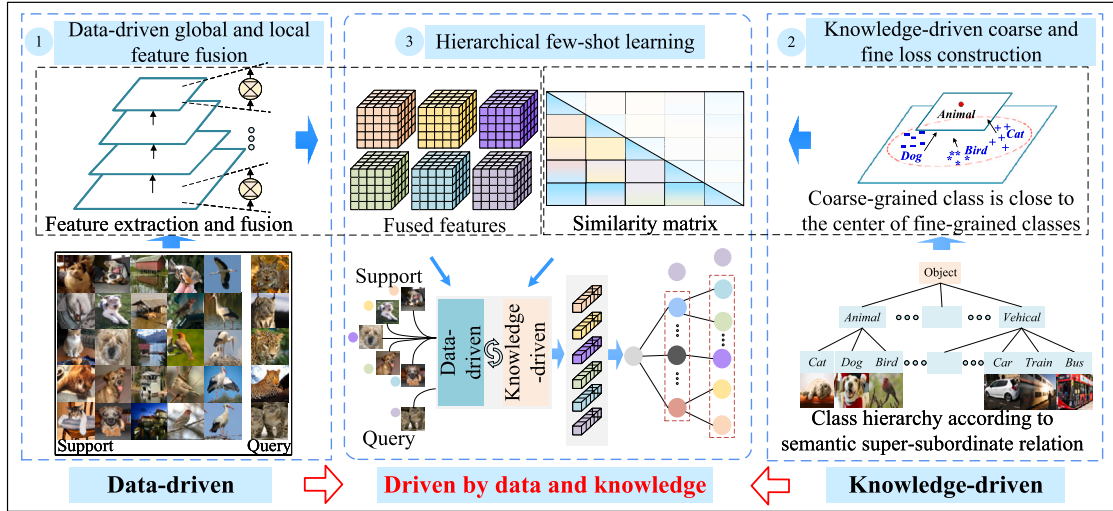 1
Data-driven global and local
feature fusion
Feature extraction and fusion
Support
Query
Data-driven
3
Hierarchical few-shot learning
Fused features
Similarity matrix
Support
Query
Data-
driven
Knowledge
-driven
Driven by data and knowledge
2
Knowledge-driven coarse and
fine loss construction
Animal
Cat
Dog
Bird
Coarse-grained class is close to
the center of fine-grained classes
Object
Animal
Vehical
Cat Dog Bird Car Train Bus
Class hierarchy according to
semantic super-subordinate relation
Knowledge-driven